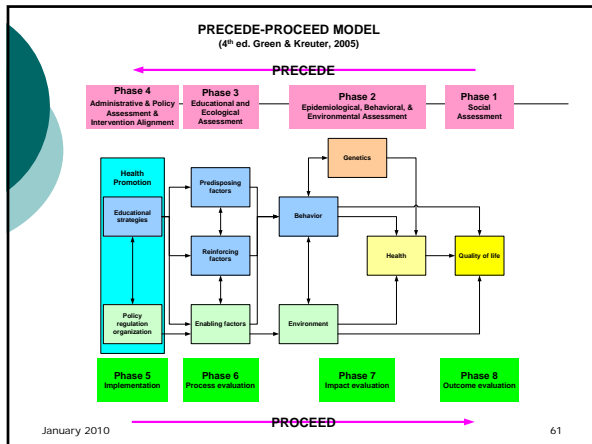 PRECEDE-PROCEED MODEL
(4th ed. Green & Kreuter, 2005)
PRECEDE
Phase 4
Administrative & Policy
Assessment &
Intervention Alignment
Phase 3
Educational and
Ecological
Assessment
Phase 2
Epidemiological, Behavioral, &
Environmental Assessment
Phase 1
Social
Assessment
Health
Promotion
Educational
strategies
Policy
regulation
organization
Predisposing
factors
Reinforcing
factors
Enabling factors
Genetics
Behavior
Environment
Health
Quality of life
Phase 5
Implementation
Phase 6
Process evaluation
Phase 7
Impact evaluation
Phase 8
Outcome evaluation
PROCEED
January 2010
61